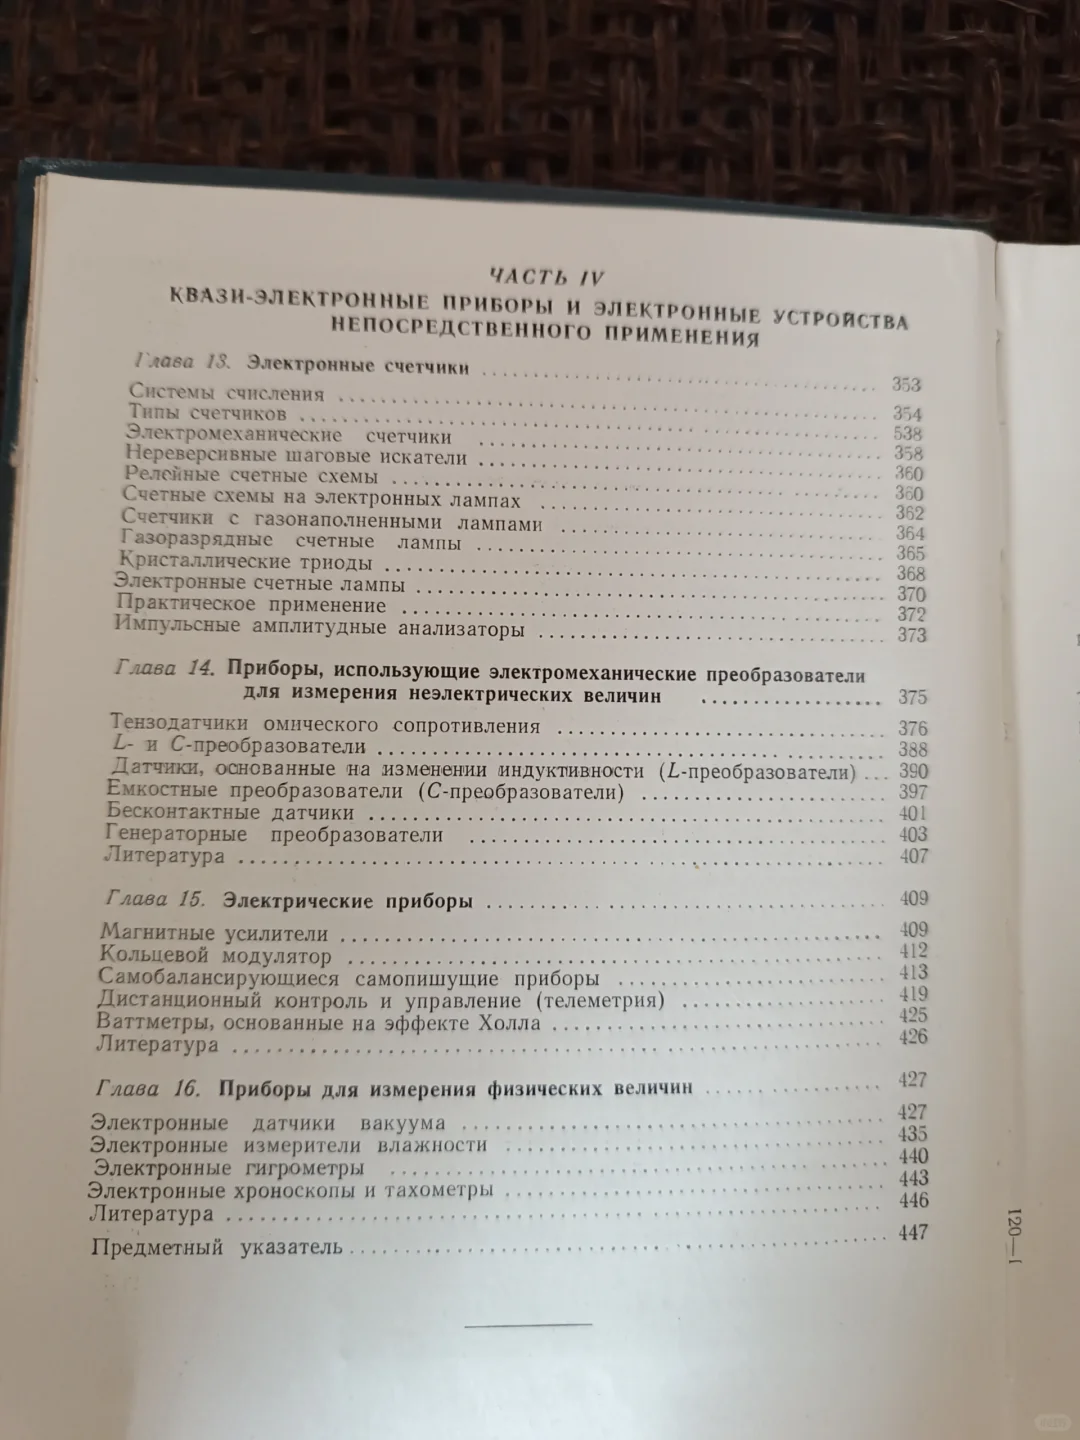 ЧАСТЬ IV
КВАЗИ-ЭЛЕКТРОННЫЕ ПРИБОРЫ И ЭЛЕКТРОННЫЕ УСТРОЙСТВА
НЕПОСРЕДСТВЕННОГО ПРИМЕНЕНИЯ
Глава 13. Электронные счетчики . . . . . . . . . . 353
Системы счисления . . . . . . . . . . 354
Типы счетчиков . . . . . . . . . . 538
Электромеханические счетчики . . . . . . . . . . 358
Нереверсивные шаговые искатели . . . . . . . . . . 360
Релейные счетные схемы . . . . . . . . . . 360
Счетные схемы на электронных лампах . . . . . . . . . . 362
Счетчики с газонаполненными лампами . . . . . . . . . . 364
Газоразрядные счетные лампы . . . . . . . . . . 365
Кристаллические триоды . . . . . . . . . . 368
Электронные счетные лампы . . . . . . . . . . 370
Практическое применение . . . . . . . . . . 372
Импульсные амплитудные анализаторы . . . . . . . . . . 373
Глава 14. Приборы, использующие электромеханические преобразователи
для измерения неэлектрических величин . . . . . . . . . . 375
Тензодатчики омического сопротивления . . . . . . . . . . 376
L- и C-преобразователи . . . . . . . . . . 388
Датчики, основанные на изменении индуктивности (L-преобразователи) . . . 390
Емкостные преобразователи (C-преобразователи) . . . . . . . . . . 397
Бесконтактные датчики . . . . . . . . . . 401
Генераторные преобразователи . . . . . . . . . . 403
Литература . . . . . . . . . . 407
Глава 15. Электрические приборы . . . . . . . . . . 409
Магнитные усилители . . . . . . . . . . 409
Кольцевой модулятор . . . . . . . . . . 412
Самобалансирующиеся самопишущие приборы . . . . . . . . . . 413
Дистанционный контроль и управление (телеметрия) . . . . . . . . . . 419
Ваттметры, основанные на эффекте Холла . . . . . . . . . . 425
Литература . . . . . . . . . . 426
Глава 16. Приборы для измерения физических величин . . . . . . . . . . 427
Электронные датчики вакуума . . . . . . . . . . 427
Электронные измерители влажности . . . . . . . . . . 435
Электронные гигрометры . . . . . . . . . . 440
Электронные хроноскопы и тахометры . . . . . . . . . . 443
Литература . . . . . . . . . . 446
Предметный указатель . . . . . . . . . . 447
120—1